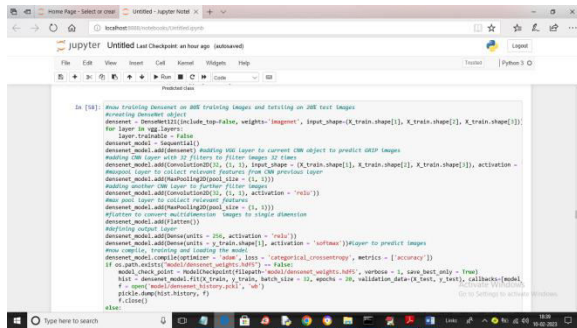 Home Page - Select or creat
Untitled - Jupyter Notel
localhost:8888/notebooks/Untitled.ipynb
jupyter Untitled Last Checkpoint: an hour ago (autosaved)
Logout
File Edit View Insert Cell Kernel Widgets Help
Trusted Python 3
Run Code
Predicted class
In [58]: #now training Densenet on 80% training images and testing on 20% test images
#creating DenseNet object
densenet = DenseNet121(include_top=False, weights='imagenet', input_shape=(X_train.shape[1], X_train.shape[2], X_train.shape[3])
for layer in vgg.layers:
layer.trainable = False
densenet_model = Sequential()
densenet_model.add(densenet) #adding VGG layer to current CNN object to predict GRIP images
#adding CNN layer with 32 filters to filter images 32 times
densenet_model.add(Convolution2D(32, (1, 1), input_shape = (X_train.shape[1], X_train.shape[2], X_train.shape[3]), activation =
#maxpool layer to collect relevant features from CNN previous layer
densenet_model.add(MaxPooling2D(pool_size = (1, 1)))
#adding another CNN layer to further filter images
densenet_model.add(Convolution2D(32, (1, 1), activation = 'relu'))
#max pool layer to collect relevant features
densenet_model.add(MaxPooling2D(pool_size = (1, 1)))
#flatten to convert multidimension images to single dimension
densenet_model.add(Flatten())
#defining output layer
densenet_model.add(Dense(units = 256, activation = 'relu'))
densenet_model.add(Dense(units = y_train.shape[1], activation = 'softmax'))#layer to predict images
#now compile, training and loading the model
densenet_model.compile(optimizer = 'adam', loss = 'categorical_crossentropy', metrics = ['accuracy'])
if os.path.exists("model/densenet_weights.hdf5") == False:
model_check_point = ModelCheckpoint(filepath='model/densenet_weights.hdf5', verbose = 1, save_best_only = True)
hist = densenet_model.fit(X_train, y_train, batch_size = 32, epochs = 20, validation_data=(X_test, y_test), callbacks=[model_
f = open('model/densenet_history.pckl', 'wb')
pickle.dump(hist.history, f)
f.close()
else:
Activate Windows
Go to Settings to activate Windows.
Type here to search
Links
18:39
16-02-2023